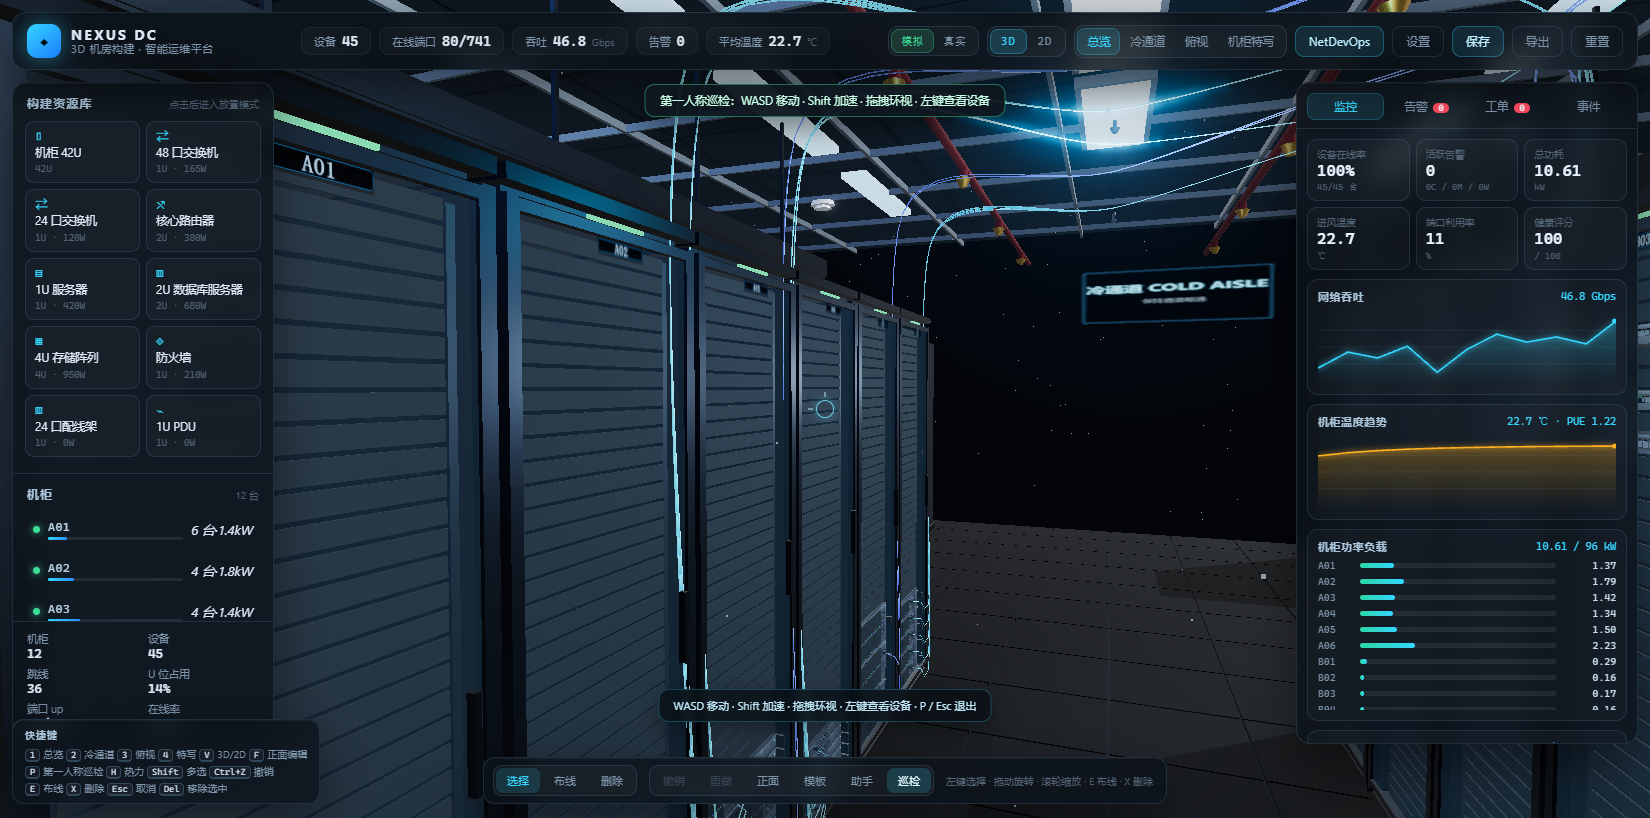 NEXUS DC
3D 机房构建 · 智能运维平台
设备 45
在线端口 80/741
吞吐 46.8 Gbps
告警 0
平均温度 22.7 ℃
模拟 真实
3D 2D
总览 冷通道 俯视 机柜特写
NetDevOps
设置
保存
导出
重置
构建资源库
点击后进入放置模式
机柜 42U
42U
48 口交换机
1U · 165W
24 口交换机
1U · 120W
核心路由器
2U · 380W
1U 服务器
1U · 420W
2U 数据库服务器
2U · 680W
4U 存储阵列
4U · 950W
防火墙
1U · 210W
24 口配线架
1U · 0W
1U PDU
1U · 0W
机柜
12 台
A01
6 台·1.4kW
A02
4 台·1.8kW
A03
4 台·1.4kW
机柜
12
设备
45
跳线
36
U 位占用
14%
端口 up
在线率
快捷键
1 总览 2 冷通道 3 俯视 4 特写 V 3D/2D F 正面编辑
P 第一人称巡检 H 热力 Shift 多选 Ctrl+Z 撤销
E 布线 X 删除 Esc 取消 Del 移除选中
第一人称巡检：WASD 移动 · Shift 加速 · 拖拽环视 · 左键查看设备
A01
A02
冷通道 COLD AISLE
WASD 移动 · Shift 加速 · 拖拽环视 · 左键查看设备 · P / Esc 退出
选择 布线 删除
撤销 重做 正面 模板 助手 巡检
左键选择 · 拖动旋转 · 滚轮缩放 · E 布线 · X 删除
监控
告警 0
工单 0
事件
设备在线率
100%
45/45 台
活跃告警
0
0C / 0M / 0W
总功耗
10.61
kW
进风温度
22.7
℃
端口利用率
11
%
健康评分
100
/ 100
网络吞吐
46.8 Gbps
机柜温度趋势
22.7 ℃ · PUE 1.22
机柜功率负载
10.61 / 96 kW
A01 1.37
A02 1.79
A03 1.42
A04 1.34
A05 1.50
A06 2.23
B01 0.29
B02 0.16
B03 0.17
B04 0.16